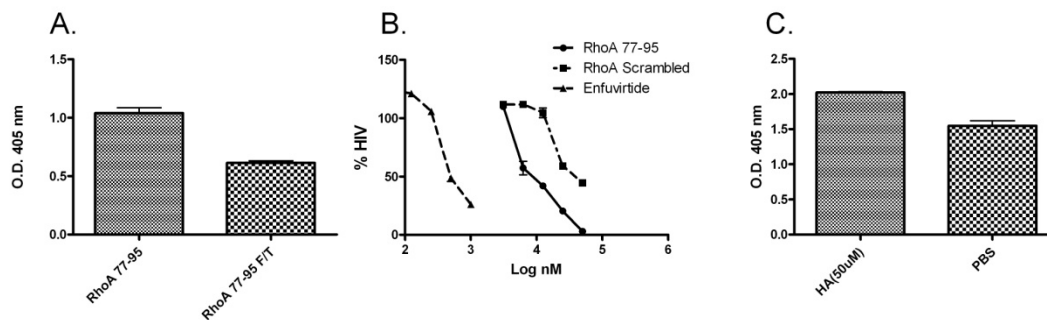 A.
O.D. 405 nm
1.5
1.0
0.5
0.0
RhoA 77-95
RhoA 77-95 F/T
B.
RhoA 77-95
RhoA Scrambled
Enfuvirtide
% HIV
150
100
50
0
2
3
4
5
6
Log nM
C.
O.D. 405 nm
2.5
2.0
1.5
1.0
0.5
0.0
HA(50uM)
PBS